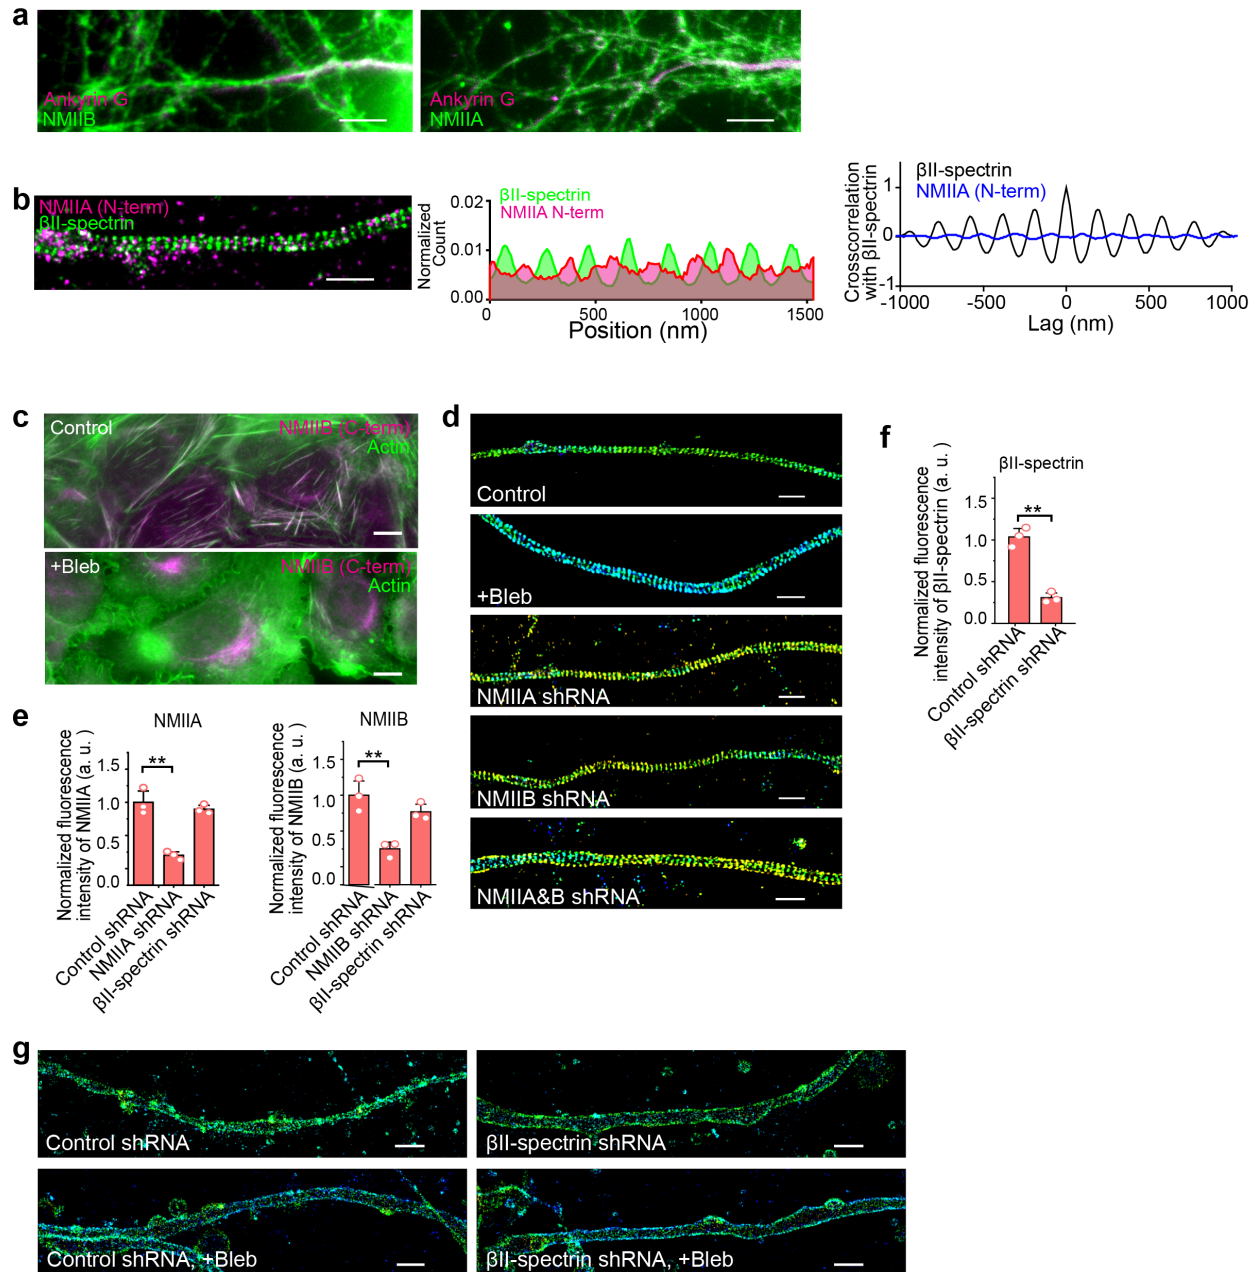 a
Ankyrin G
NMIIB
Ankyrin G
NMIIA
b
NMIIA (N-term)
βII-spectrin
βII-spectrin
NMIIA N-term
Normalized
Count
0.02
0.01
0.00
0
500
1000
1500
Position (nm)
βII-spectrin
NMIIA (N-term)
Crosscorrelation
with βII-spectrin
1
0
-1
-1000
-500
0
500
1000
Lag (nm)
c
Control
NMIIB (C-term)
Actin
+Bleb
NMIIB (C-term)
Actin
d
Control
+Bleb
NMIIA shRNA
NMIIB shRNA
NMIIA&B shRNA
e
NMIIA
Normalized fluorescence
intensity of NMIIA (a. u. )
1.5
1.0
0.5
0.0
**
Control shRNA
NMIIA shRNA
βII-spectrin shRNA
NMIIB
Normalized fluorescence
intensity of NMIIB (a. u. )
1.5
1.0
0.5
0.0
**
Control shRNA
NMIIB shRNA
βII-spectrin shRNA
f
βII-spectrin
Normalized fluorescence
intensity of βII-spectrin (a. u. )
1.5
1.0
0.5
0.0
**
Control shRNA
βII-spectrin shRNA
g
Control shRNA
βII-spectrin shRNA
Control shRNA, +Bleb
βII-spectrin shRNA, +Bleb